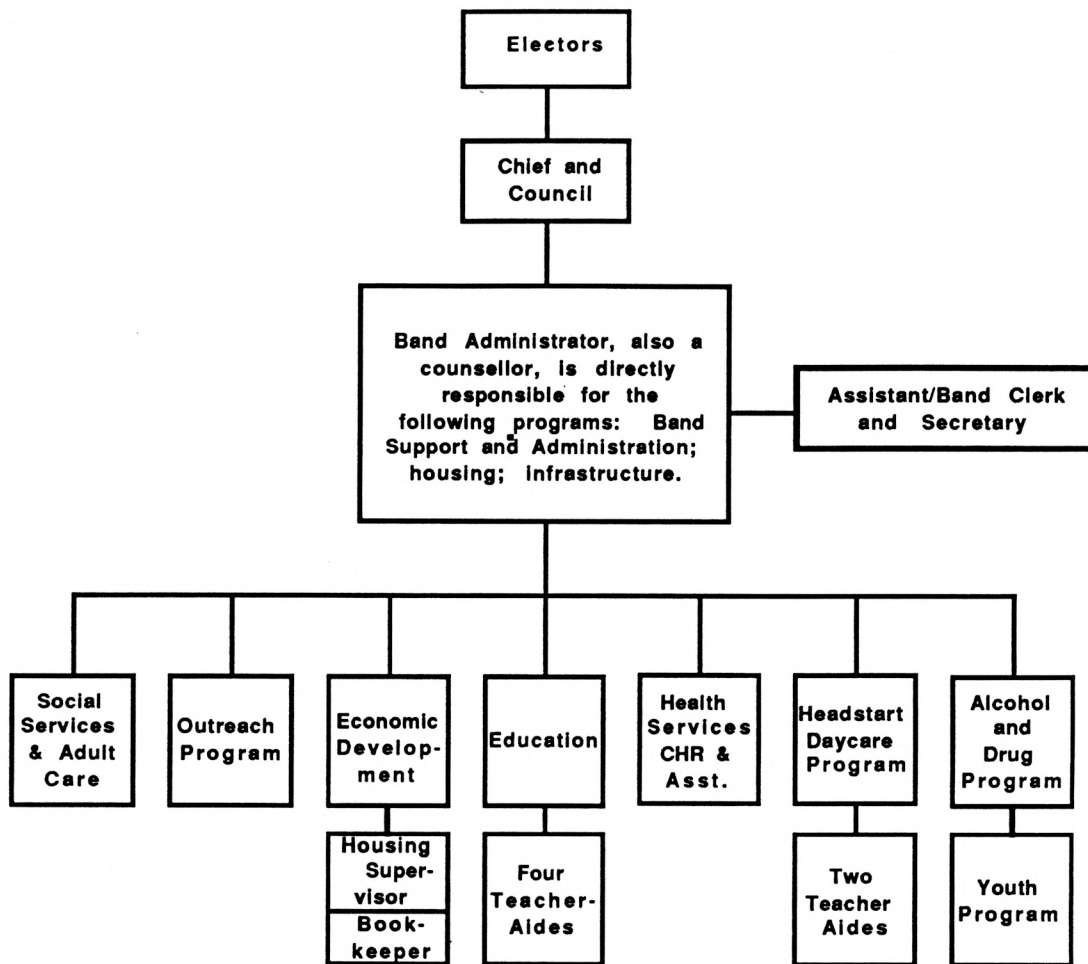 Electors
Chief and
Council
Band Administrator, also a
counsellor, is directly
responsible for the
following programs: Band
Support and Administration;
housing; infrastructure.
Assistant/Band Clerk
and Secretary
Social
Services
& Adult
Care
Outreach
Program
Economic
Develop-
ment
Education
Health
Services
CHR &
Asst.
Headstart
Daycare
Program
Alcohol
and
Drug
Program
Housing
Super-
visor
Book-
keeper
Four
Teacher-
Aides
Two
Teacher
Aides
Youth
Program